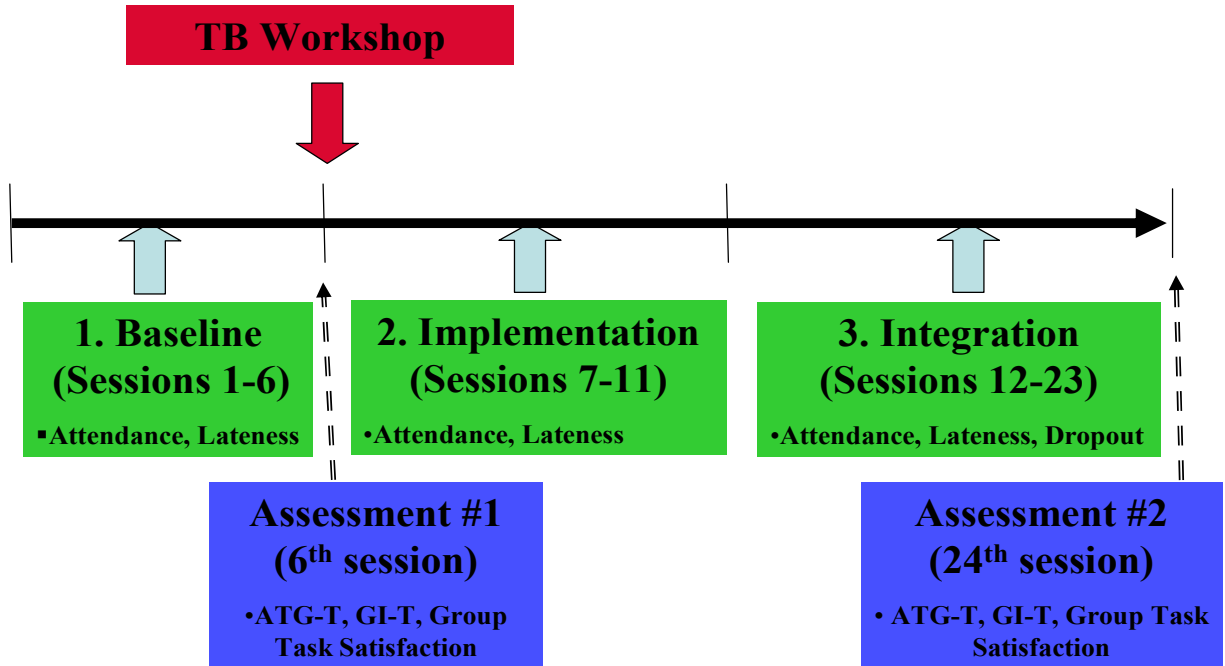 TB Workshop
1. Baseline
(Sessions 1-6)
▪Attendance, Lateness
2. Implementation
(Sessions 7-11)
•Attendance, Lateness
3. Integration
(Sessions 12-23)
•Attendance, Lateness, Dropout
Assessment #1
(6th session)
•ATG-T, GI-T, Group
Task Satisfaction
Assessment #2
(24th session)
• ATG-T, GI-T, Group Task
Satisfaction